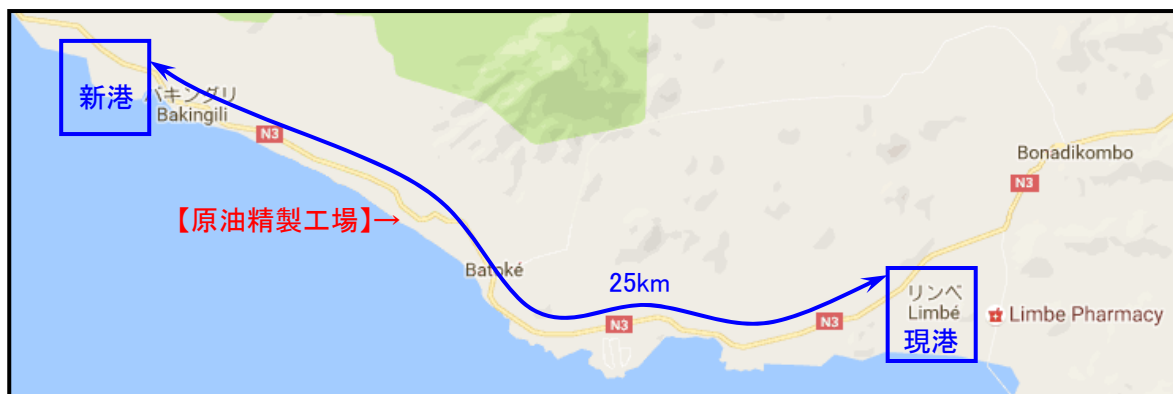 新港
バキングリ
Bakingili
N3
【原油精製工場】→
Batoké
25km
N3
N3
リンベ
Limbé
現港
Limbe Pharmacy
N3
Bonadikombo